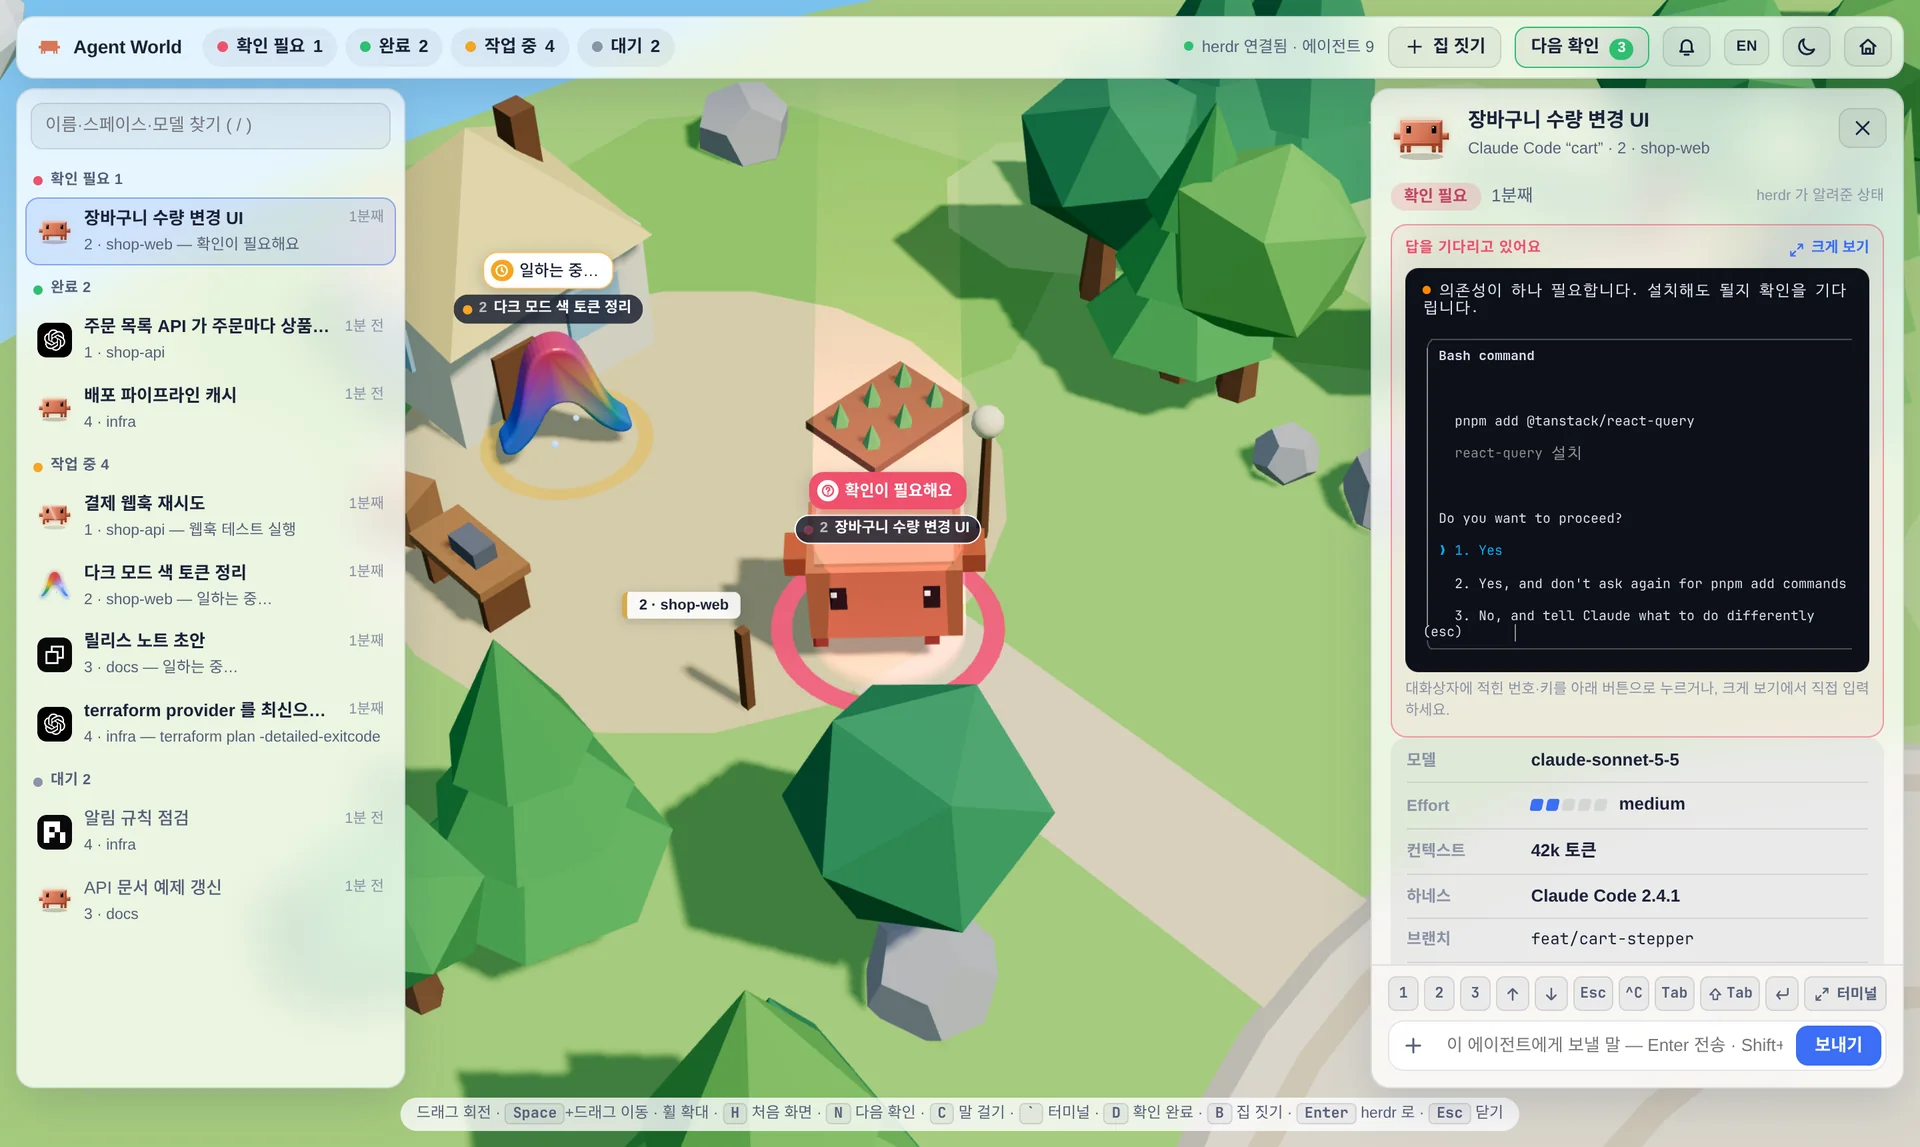 Agent World
확인 필요 1
완료 2
작업 중 4
대기 2
herdr 연결됨 · 에이전트 9
집 짓기
다음 확인 3
EN
이름·스페이스·모델 찾기 ( / )
확인 필요 1
장바구니 수량 변경 UI 1분째
2 · shop-web — 확인이 필요해요
완료 2
주문 목록 API 가 주문마다 상품… 1분 전
1 · shop-api
배포 파이프라인 캐시 1분 전
4 · infra
작업 중 4
결제 웹훅 재시도 1분째
1 · shop-api — 웹훅 테스트 실행
다크 모드 색 토큰 정리 1분째
2 · shop-web — 일하는 중…
릴리스 노트 초안 1분째
3 · docs — 일하는 중…
terraform provider 를 최신으… 1분째
4 · infra — terraform plan -detailed-exitcode
대기 2
알림 규칙 점검 1분 전
4 · infra
API 문서 예제 갱신 1분 전
3 · docs
일하는 중…
2 다크 모드 색 토큰 정리
확인이 필요해요
2 장바구니 수량 변경 UI
2 · shop-web
장바구니 수량 변경 UI
Claude Code “cart” · 2 · shop-web
확인 필요 1분째
herdr 가 알려준 상태
답을 기다리고 있어요
크게 보기
의존성이 하나 필요합니다. 설치해도 될지 확인을 기다
립니다.
Bash command
pnpm add @tanstack/react-query
react-query 설치
Do you want to proceed?
❯ 1. Yes
2. Yes, and don't ask again for pnpm add commands
3. No, and tell Claude what to do differently
(esc)
대화상자에 적힌 번호·키를 아래 버튼으로 누르거나, 크게 보기에서 직접 입력
하세요.
모델 claude-sonnet-5-5
Effort medium
컨텍스트 42k 토큰
하네스 Claude Code 2.4.1
브랜치 feat/cart-stepper
1 2 3 ↑ ↓ Esc ^C Tab ⇧ Tab ↵ 터미널
이 에이전트에게 보낼 말 — Enter 전송 · Shift+
보내기
드래그 회전 · Space +드래그 이동 · 휠 확대 · H 처음 화면 · N 다음 확인 · C 말 걸기 · ` 터미널 · D 확인 완료 · B 집 짓기 · Enter herdr 로 · Esc 닫기